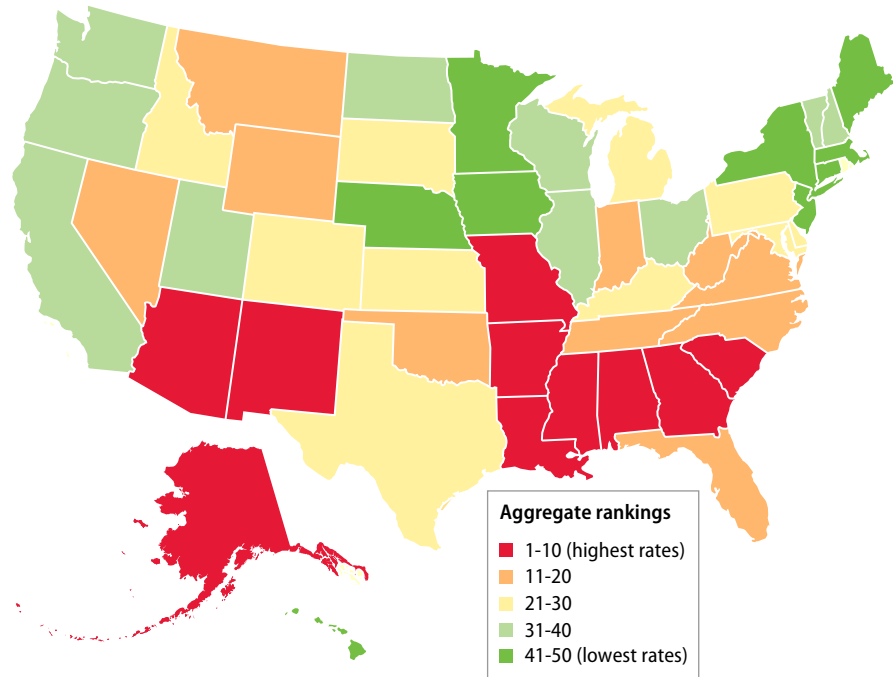 Aggregate rankings
1-10 (highest rates)
11-20
21-30
31-40
41-50 (lowest rates)